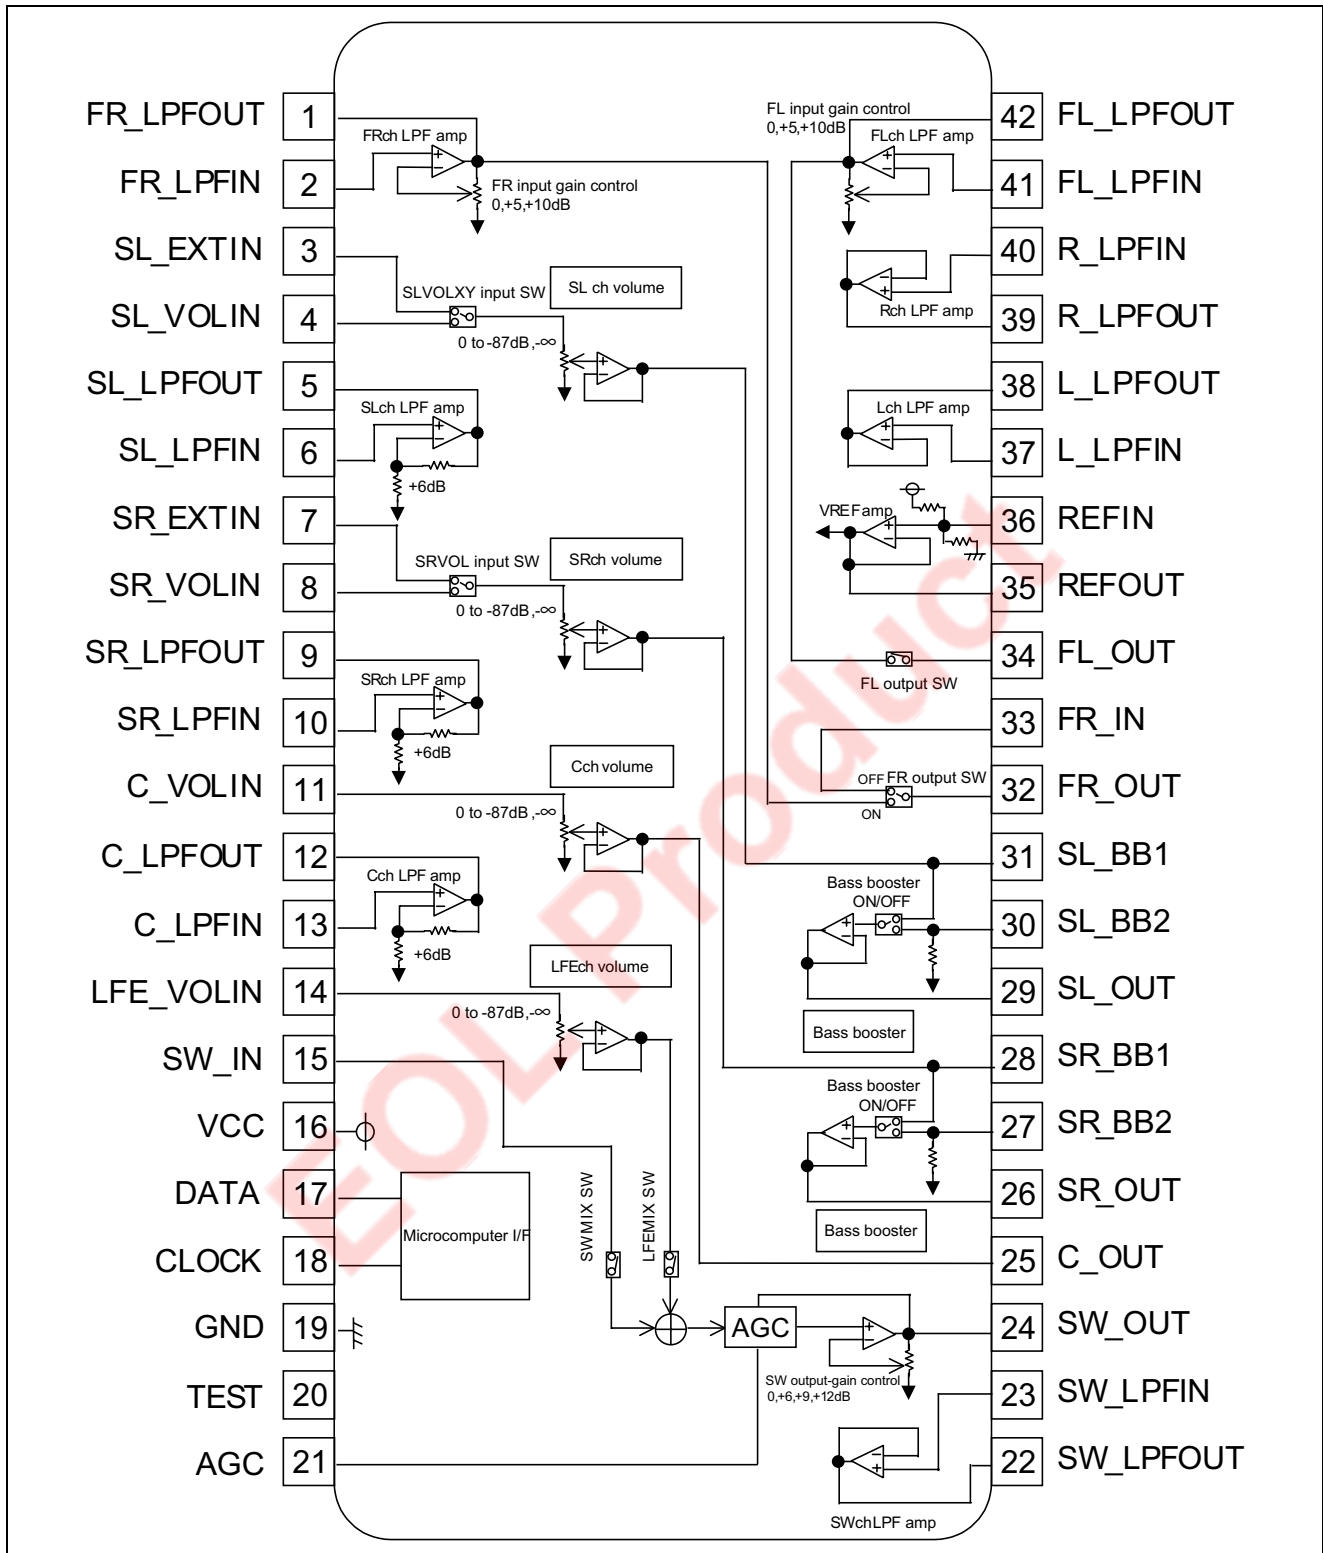 FR_LPFOUT 1
FR_LPFIN 2
SL_EXTIN 3
SL_VOLIN 4
SL_LPFOUT 5
SL_LPFIN 6
SR_EXTIN 7
SR_VOLIN 8
SR_LPFOUT 9
SR_LPFIN 10
C_VOLIN 11
C_LPFOUT 12
C_LPFIN 13
LFE_VOLIN 14
SW_IN 15
VCC 16
DATA 17
CLOCK 18
GND 19
TEST 20
AGC 21
FRch LPF amp
+
−
FR input gain control
0,+5,+10dB
SLVOLXY input SW
SL ch volume
0 to -87dB,-∞
+
−
SLch LPF amp
+
−
+6dB
SRVOL input SW
SRch volume
0 to -87dB,-∞
+
−
SRch LPF amp
+
−
+6dB
Cch volume
0 to -87dB,-∞
+
−
Cch LPF amp
+
−
+6dB
LFEch volume
0 to -87dB,-∞
+
−
Microcomputer I/F
SWMIX SW
LFEMIX SW
AGC
+
−
SW output-gain control
0,+6,+9,+12dB
FL input gain control
0,+5,+10dB
FLch LPF amp
+
−
−
+
Rch LPF amp
Lch LPF amp
+
−
VREF amp
+
−
FL output SW
OFF FR output SW
ON
Bass booster
ON/OFF
+
−
Bass booster
Bass booster
ON/OFF
+
−
Bass booster
−
+
SWchLPF amp
42 FL_LPFOUT
41 FL_LPFIN
40 R_LPFIN
39 R_LPFOUT
38 L_LPFOUT
37 L_LPFIN
36 REFIN
35 REFOUT
34 FL_OUT
33 FR_IN
32 FR_OUT
31 SL_BB1
30 SL_BB2
29 SL_OUT
28 SR_BB1
27 SR_BB2
26 SR_OUT
25 C_OUT
24 SW_OUT
23 SW_LPFIN
22 SW_LPFOUT
EOL Product